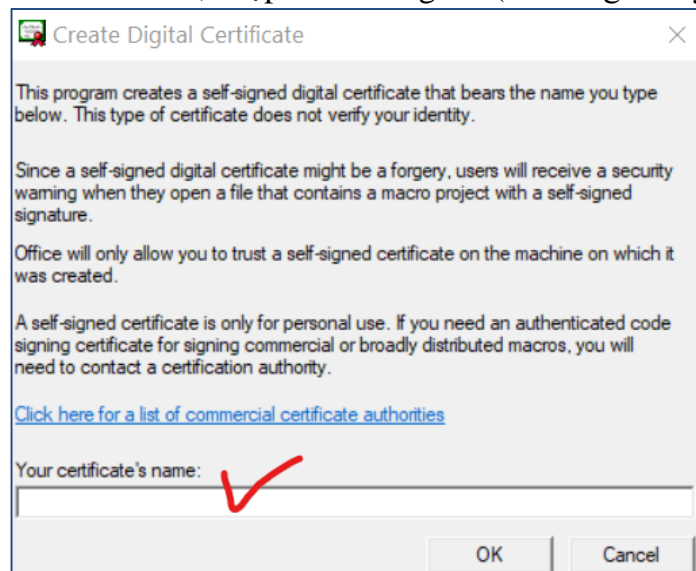 Create Digital Certificate
This program creates a self-signed digital certificate that bears the name you type
below. This type of certificate does not verify your identity.
Since a self-signed digital certificate might be a forgery, users will receive a security
warning when they open a file that contains a macro project with a self-signed
signature.
Office will only allow you to trust a self-signed certificate on the machine on which it
was created.
A self-signed certificate is only for personal use. If you need an authenticated code
signing certificate for signing commercial or broadly distributed macros, you will
need to contact a certification authority.
Click here for a list of commercial certificate authorities
Your certificate's name:
OK Cancel